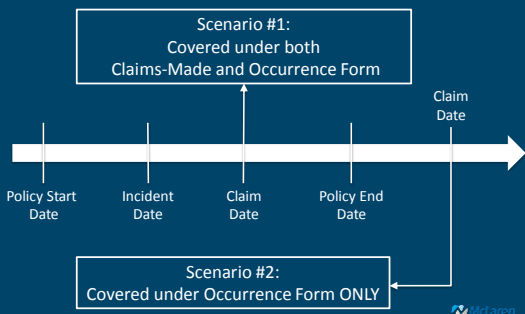 Scenario #1:
Covered under both
Claims-Made and Occurrence Form
Claim
Date
Policy Start
Date
Incident
Date
Claim
Date
Policy End
Date
Scenario #2:
Covered under Occurrence Form ONLY
McLaren